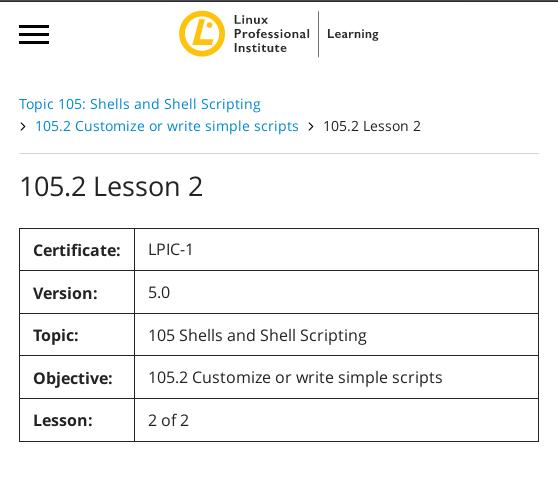 Linux
Professional
Institute
Learning
Topic 105: Shells and Shell Scripting
> 105.2 Customize or write simple scripts > 105.2 Lesson 2
105.2 Lesson 2
Certificate: LPIC-1
Version: 5.0
Topic: 105 Shells and Shell Scripting
Objective: 105.2 Customize or write simple scripts
Lesson: 2 of 2